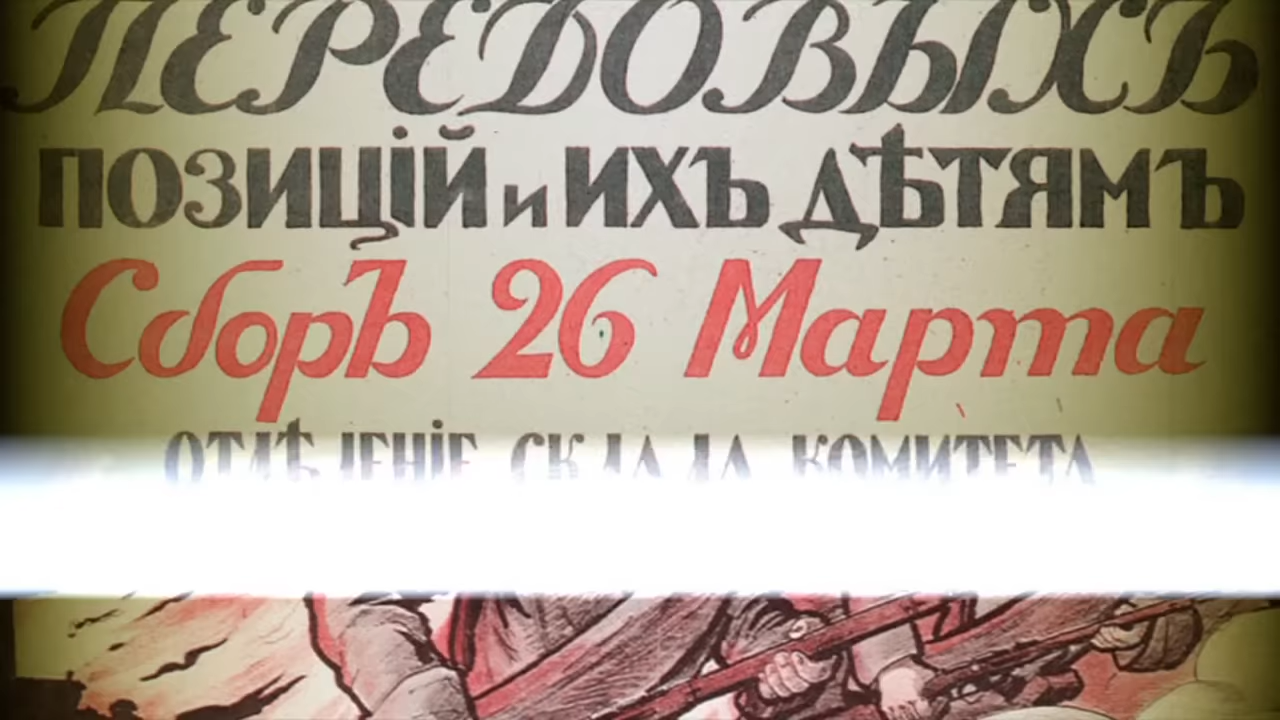 ПЕРЕДОВЫХЪ
ПОЗИЦІЙ и ИХЪ ДѢТЯМЪ
Сборъ 26 Марта
ОТДѢЛЕНІЕ СКЛАДА КОМИТЕТА